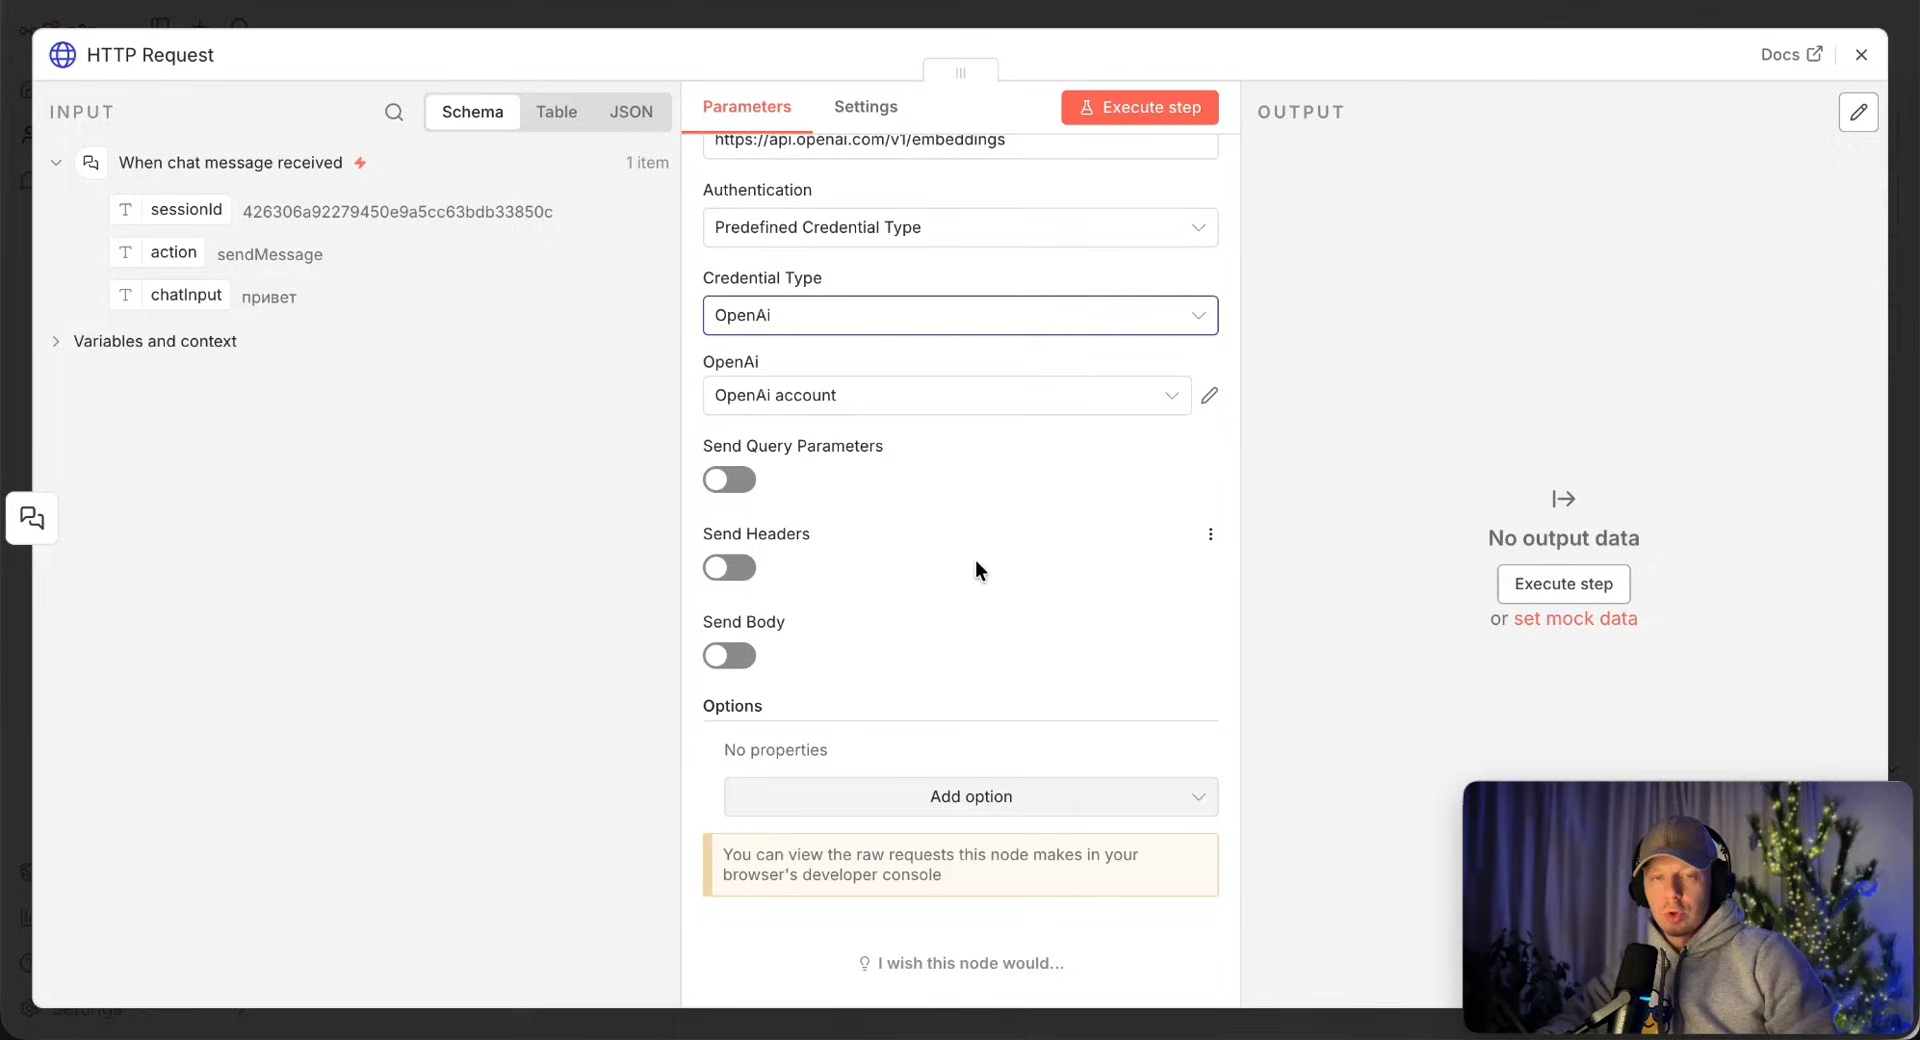 HTTP Request
Docs
INPUT
Schema
Table
JSON
When chat message received
1 item
sessionId
426306a92279450e9a5cc63bdb33850c
action
sendMessage
chatInput
привет
Variables and context
Parameters
Settings
Execute step
https://api.openai.com/v1/embeddings
Authentication
Predefined Credential Type
Credential Type
OpenAi
OpenAi
OpenAi account
Send Query Parameters
Send Headers
Send Body
Options
No properties
Add option
You can view the raw requests this node makes in your
browser's developer console
I wish this node would...
OUTPUT
No output data
Execute step
or set mock data
Settings